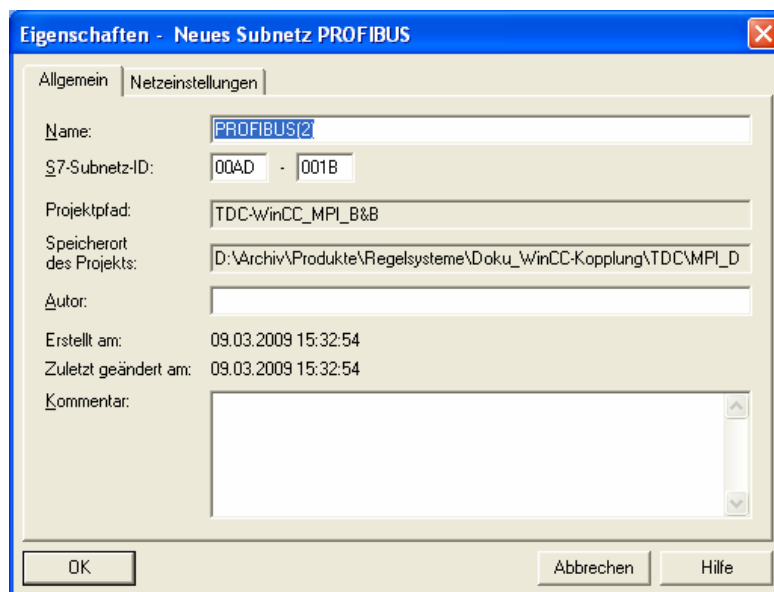 Eigenschaften - Neues Subnetz PROFIBUS
Allgemein Netzeinstellungen
Name: PROFIBUS(2)
S7-Subnetz-ID: 00AD - 001B
Projektpfad: TDC-WinCC_MPI_B&B
Speicherort
des Projekts: D:\Archiv\Produkte\Regelsysteme\Doku_WinCC-Kopplung\TDC\MPI_D
Autor:
Erstellt am: 09.03.2009 15:32:54
Zuletzt geändert am: 09.03.2009 15:32:54
Kommentar:
OK Abbrechen Hilfe